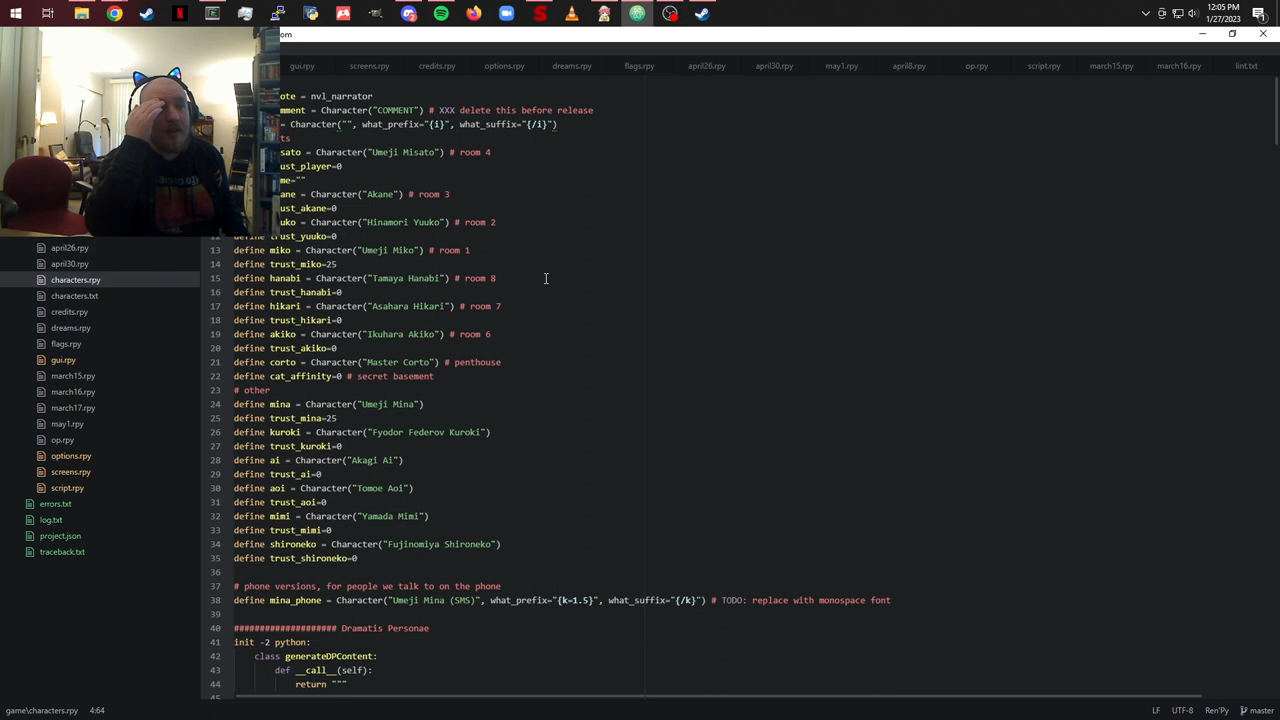 12:05 PM
1/27/2023
om
gui.rpy screens.rpy credits.rpy options.rpy dreams.rpy flags.rpy april26.rpy april30.rpy may1.rpy april8.rpy op.rpy script.rpy march15.rpy march16.rpy lint.txt
april26.rpy
april30.rpy
characters.rpy
characters.txt
credits.rpy
dreams.rpy
flags.rpy
gui.rpy
march15.rpy
march16.rpy
march17.rpy
may1.rpy
op.rpy
options.rpy
screens.rpy
script.rpy
errors.txt
log.txt
project.json
traceback.txt
ote = nvl_narrator
mment = Character("COMMENT") # XXX delete this before release
= Character("", what_prefix="{i}", what_suffix="{/i}")
ts
sato = Character("Umeji Misato") # room 4
ust_player=0
me=""
ane = Character("Akane") # room 3
ust_akane=0
uko = Character("Hinamori Yuuko") # room 2
12 define trust_yuuko=0
13 define miko = Character("Umeji Miko") # room 1
14 define trust_miko=25
15 define hanabi = Character("Tamaya Hanabi") # room 8
16 define trust_hanabi=0
17 define hikari = Character("Asahara Hikari") # room 7
18 define trust_hikari=0
19 define akiko = Character("Ikuhara Akiko") # room 6
20 define trust_akiko=0
21 define corto = Character("Master Corto") # penthouse
22 define cat_affinity=0 # secret basement
23 # other
24 define mina = Character("Umeji Mina")
25 define trust_mina=25
26 define kuroki = Character("Fyodor Federov Kuroki")
27 define trust_kuroki=0
28 define ai = Character("Akagi Ai")
29 define trust_ai=0
30 define aoi = Character("Tomoe Aoi")
31 define trust_aoi=0
32 define mimi = Character("Yamada Mimi")
33 define trust_mimi=0
34 define shironeko = Character("Fujinomiya Shironeko")
35 define trust_shironeko=0
36
37 # phone versions, for people we talk to on the phone
38 define mina_phone = Character("Umeji Mina (SMS)", what_prefix="{k=1.5}", what_suffix="{/k}") # TODO: replace with monospace font
39
40 #################### Dramatis Personae
41 init -2 python:
42 class generateDPContent:
43 def __call__(self):
44 return """
45
game\characters.rpy 4:64 LF UTF-8 Ren'Py master